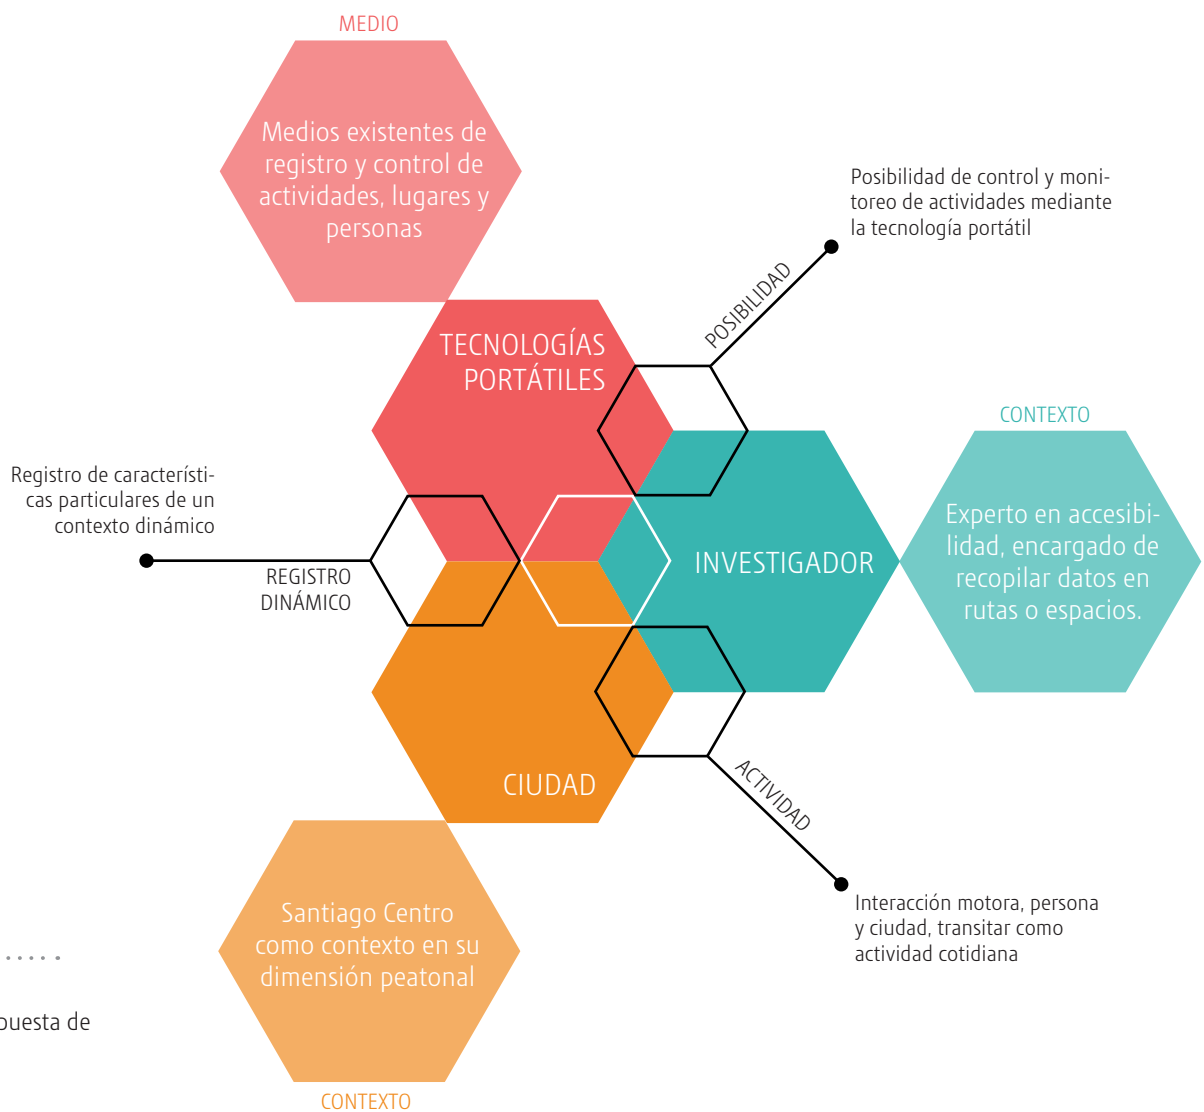 MEDIO
Medios existentes de
registro y control de
actividades, lugares y
personas
Posibilidad de control y moni-
toreo de actividades mediante
la tecnología portátil
POSIBILIDAD
TECNOLOGÍAS
PORTÁTILES
CONTEXTO
Experto en accesibi-
lidad, encargado de
recopilar datos en
rutas o espacios.
INVESTIGADOR
Registro de característi-
cas particulares de un
contexto dinámico
REGISTRO
DINÁMICO
CIUDAD
ACTIVIDAD
Interacción motora, persona
y ciudad, transitar como
actividad cotidiana
Santiago Centro
como contexto en su
dimensión peatonal
de
CONTEXTO